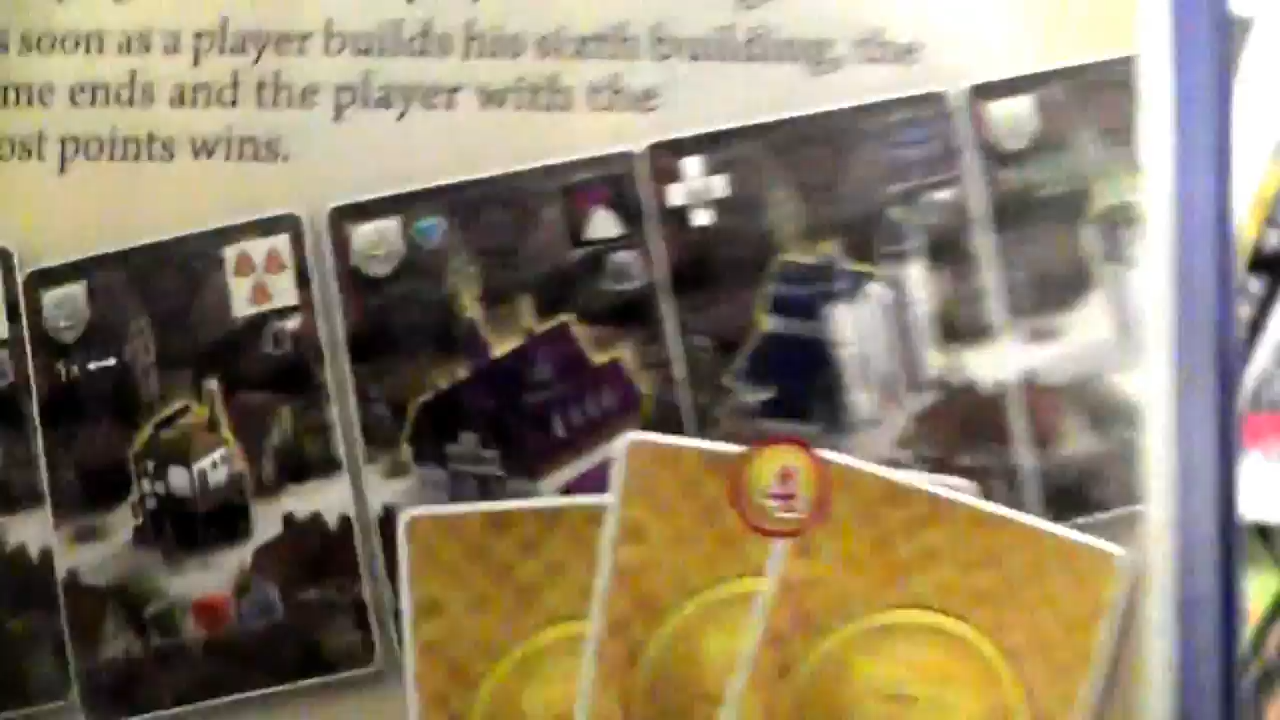 s soon as a player builds his sixth building, the
me ends and the player with the
ost points wins.